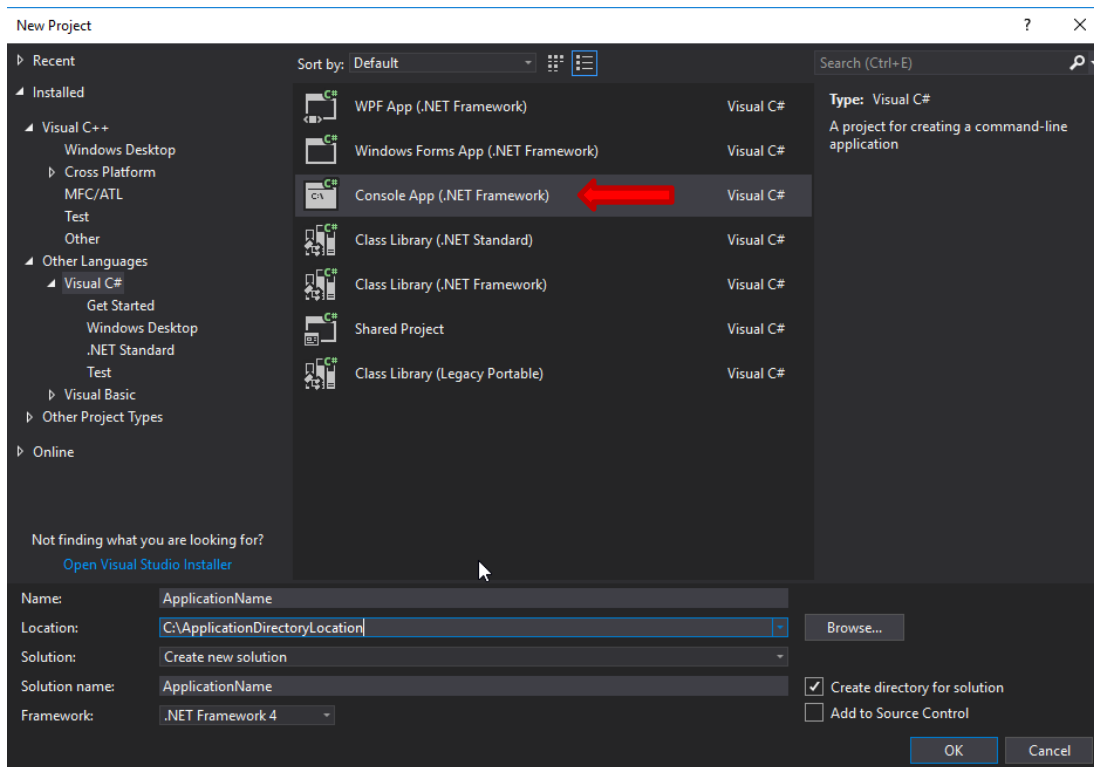 New Project
?
Recent
Installed
Visual C++
Windows Desktop
Cross Platform
MFC/ATL
Test
Other
Other Languages
Visual C#
Get Started
Windows Desktop
.NET Standard
Test
Visual Basic
Other Project Types
Online
Not finding what you are looking for?
Open Visual Studio Installer
Sort by: Default
C# WPF App (.NET Framework) Visual C#
C# Windows Forms App (.NET Framework) Visual C#
C# C:\ Console App (.NET Framework) Visual C#
C# Class Library (.NET Standard) Visual C#
C# Class Library (.NET Framework) Visual C#
C# Shared Project Visual C#
C# Class Library (Legacy Portable) Visual C#
Search (Ctrl+E)
Type: Visual C#
A project for creating a command-line
application
Name: ApplicationName
Location: C:\ApplicationDirectoryLocation Browse...
Solution: Create new solution
Solution name: ApplicationName
Create directory for solution
Framework: .NET Framework 4
Add to Source Control
OK Cancel